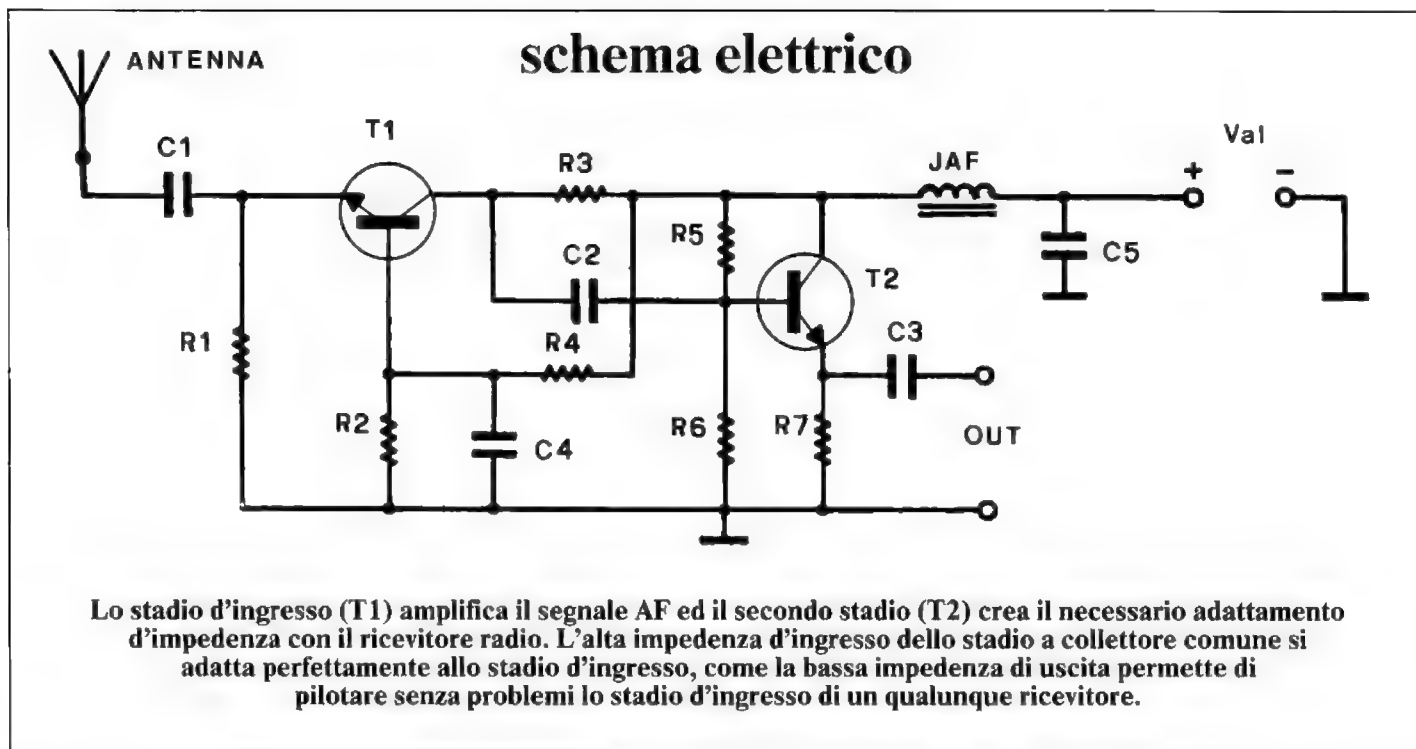 schema elettrico
ANTENNA
C1
T1
R3
JAF
Val
+
-
R5
C2
T2
C5
R1
R4
C3
R2
C4
R6
R7
OUT
Lo stadio d'ingresso (T1) amplifica il segnale AF ed il secondo stadio (T2) crea il necessario adattamento
d'impedenza con il ricevitore radio. L'alta impedenza d'ingresso dello stadio a collettore comune si
adatta perfettamente allo stadio d'ingresso, come la bassa impedenza di uscita permette di
pilotare senza problemi lo stadio d'ingresso di un qualunque ricevitore.